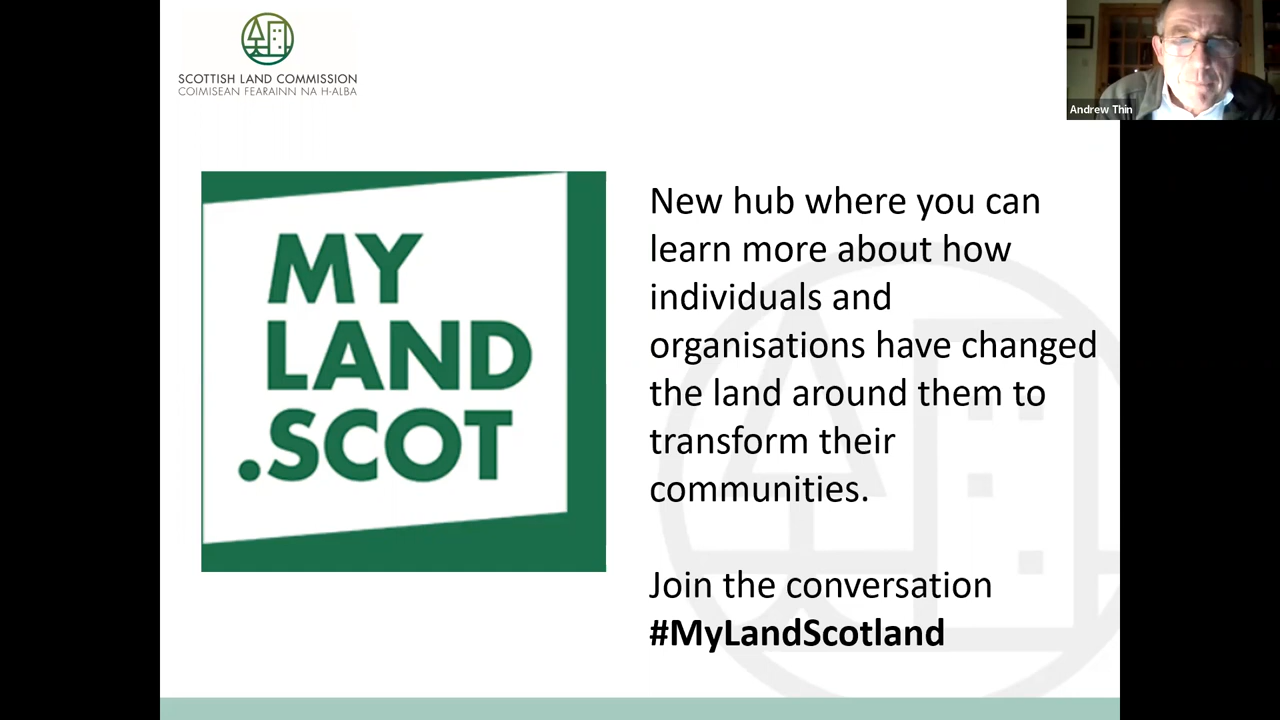 SCOTTISH LAND COMMISSION
COIMISEAN FEARAINN NA H-ALBA
Andrew Thin
MY
LAND
.SCOT
New hub where you can
learn more about how
individuals and
organisations have changed
the land around them to
transform their
communities.
Join the conversation
#MyLandScotland